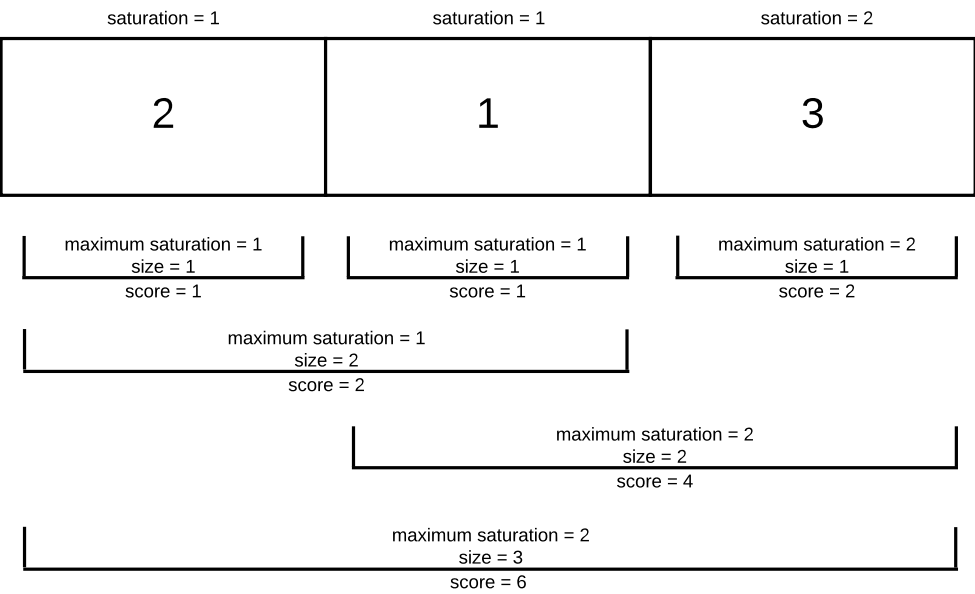 saturation = 1
saturation = 1
saturation = 2
2
1
3
maximum saturation = 1
size = 1
score = 1
maximum saturation = 1
size = 1
score = 1
maximum saturation = 2
size = 1
score = 2
maximum saturation = 1
size = 2
score = 2
maximum saturation = 2
size = 2
score = 4
maximum saturation = 2
size = 3
score = 6